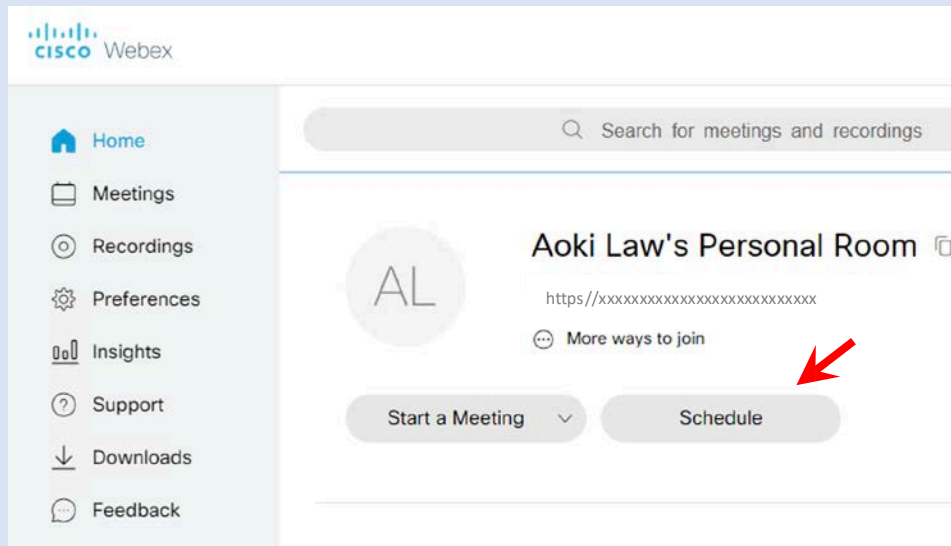 CISCO Webex
Home
Meetings
Recordings
Preferences
Insights
Support
Downloads
Feedback
Search for meetings and recordings
AL
Aoki Law's Personal Room
https//xxxxxxxxxxxxxxxxxxxxxxxxxxx
More ways to join
Start a Meeting
Schedule